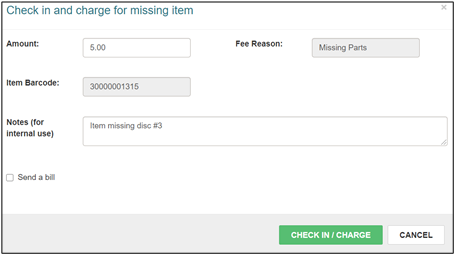 Check in and charge for missing item
×
Amount: 5.00 Fee Reason: Missing Parts
Item Barcode: 30000001315
Notes (for
internal use) Item missing disc #3
Send a bill
CHECK IN / CHARGE CANCEL